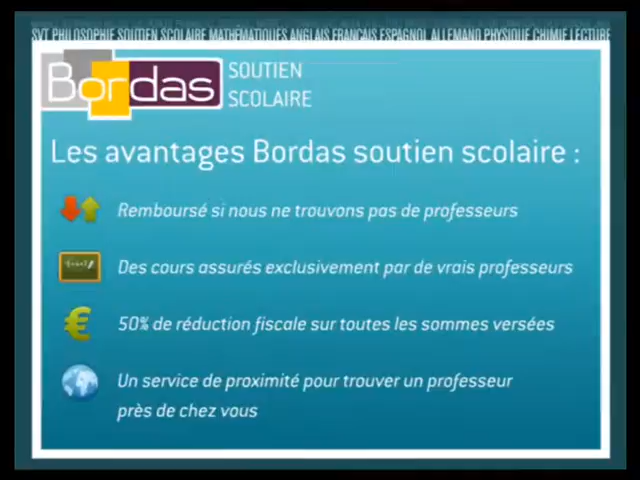 SVT PHILOSOPHIE SOUTIEN SCOLAIRE MATHÉMATIQUES ANGLAIS FRANÇAIS ESPAGNOL ALLEMAND PHYSIQUE CHIMIE LECTURE
Bordas
SOUTIEN
SCOLAIRE
Les avantages Bordas soutien scolaire :
Remboursé si nous ne trouvons pas de professeurs
Des cours assurés exclusivement par de vrais professeurs
€ 50% de réduction fiscale sur toutes les sommes versées
Un service de proximité pour trouver un professeur
près de chez vous